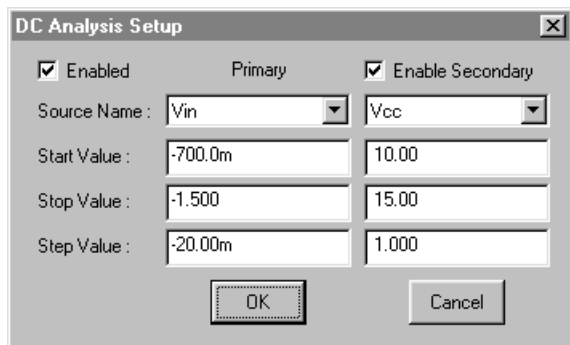 DC Analysis Setup
Enabled Primary Enable Secondary
Source Name : Vin Vcc
Start Value : -700.0m 10.00
Stop Value : -1.500 15.00
Step Value : -20.00m 1.000
OK Cancel